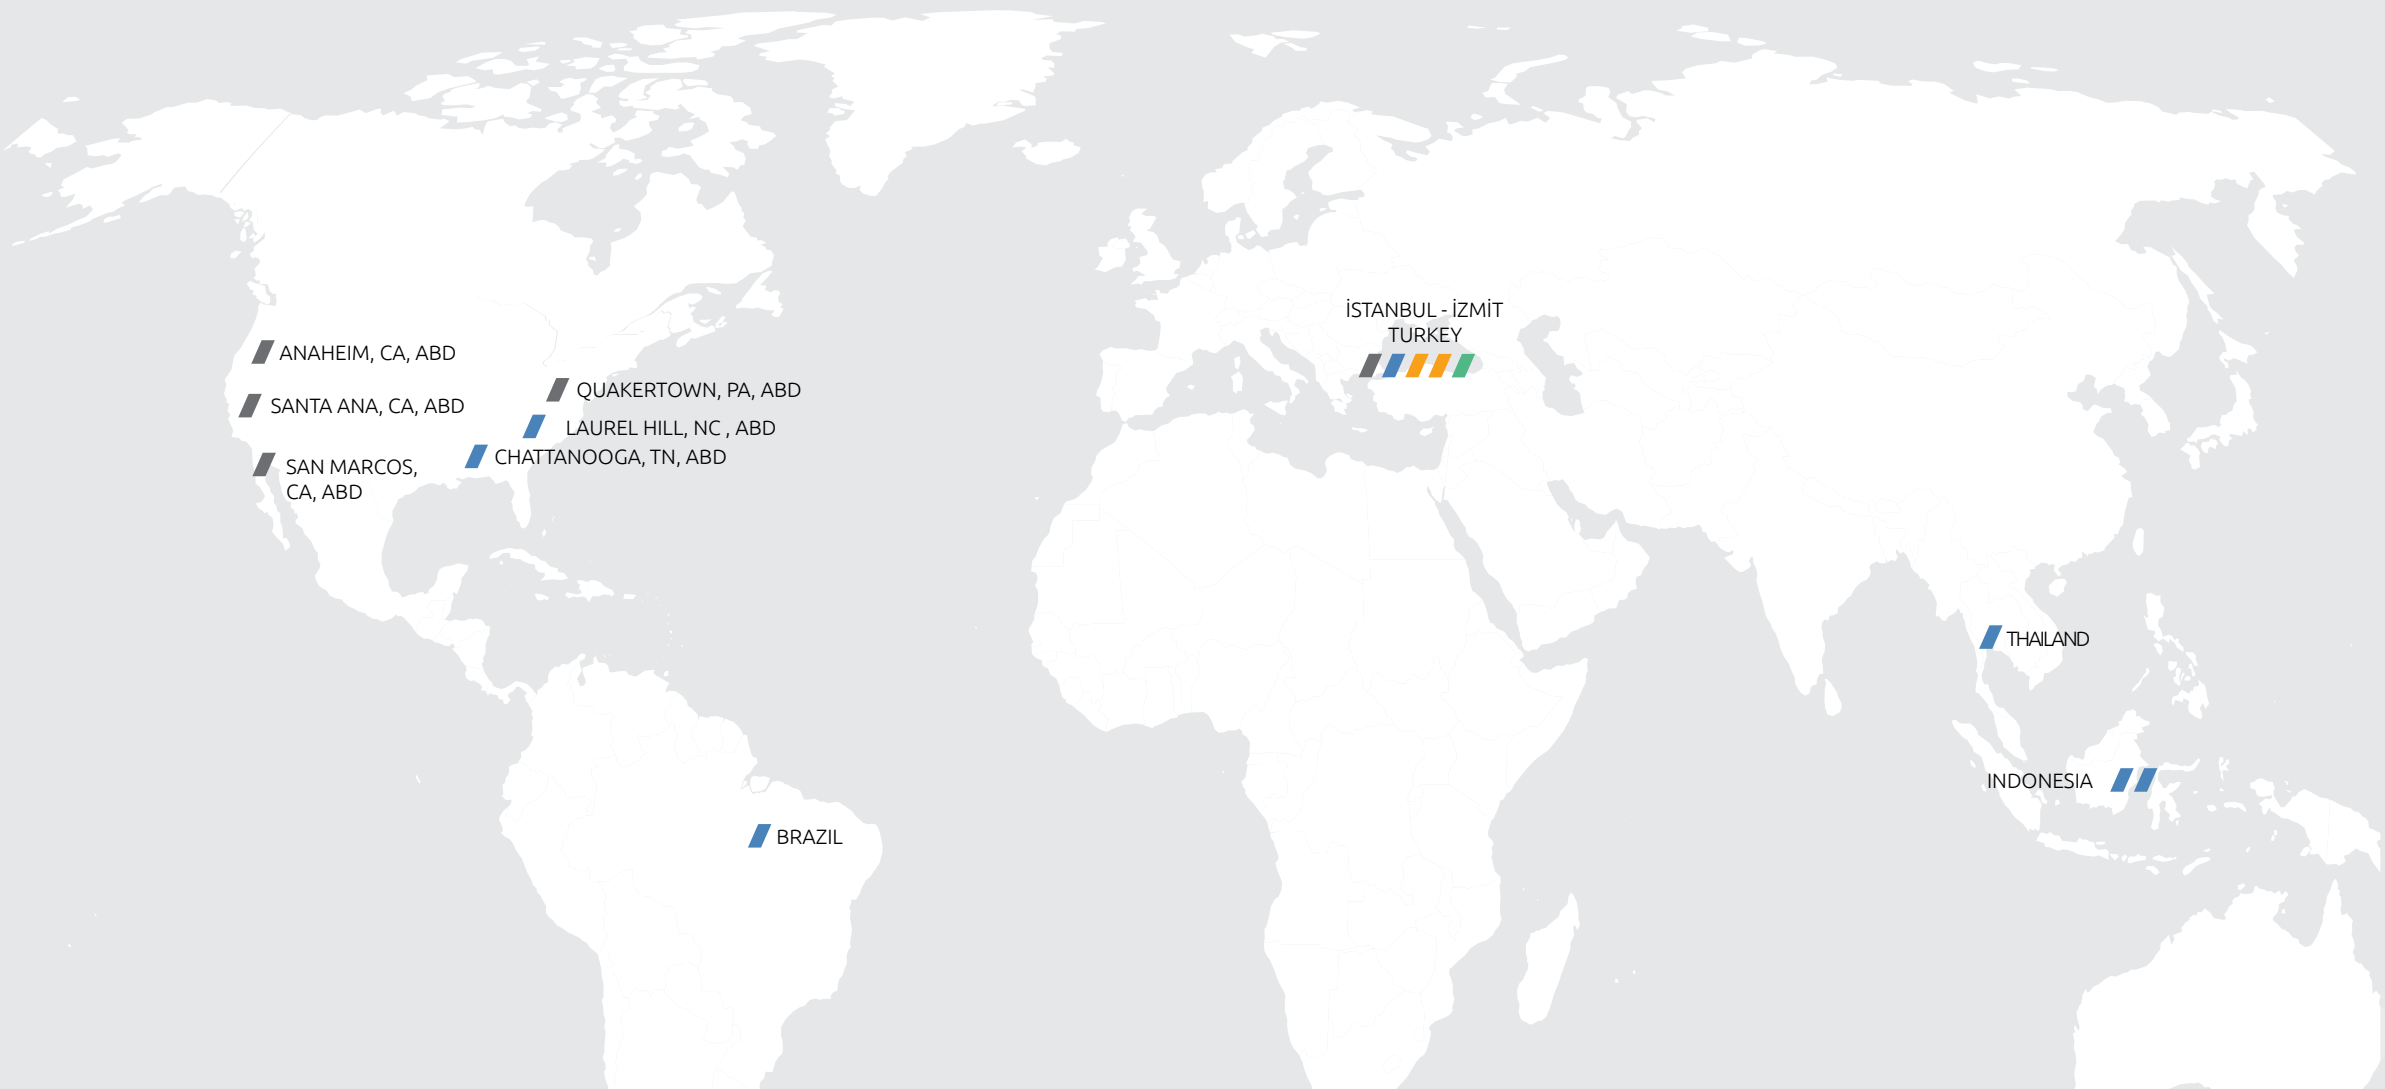 İSTANBUL - İZMİT
TURKEY
ANAHEIM, CA, ABD
QUAKERTOWN, PA, ABD
SANTA ANA, CA, ABD
LAUREL HILL, NC , ABD
CHATTANOOGA, TN, ABD
SAN MARCOS,
CA, ABD
THAILAND
INDONESIA
BRAZIL